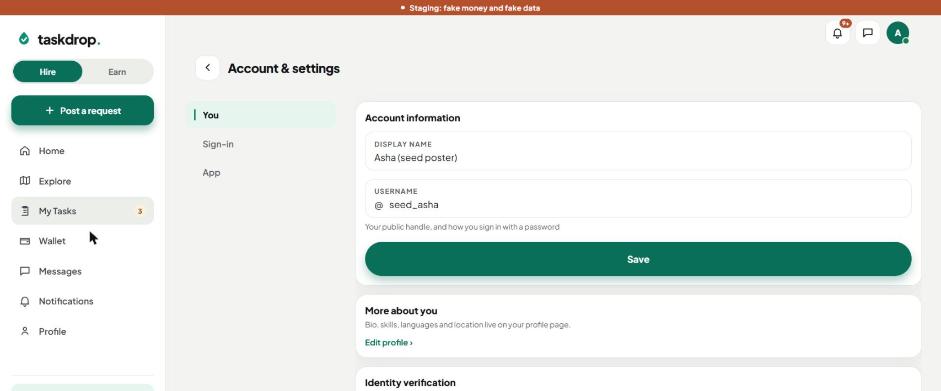 Staging: fake money and fake data
taskdrop.
Hire
Earn
+ Post a request
Home
Explore
My Tasks 3
Wallet
Messages
Notifications
Profile
9+
A
Account & settings
You
Sign-in
App
Account information
DISPLAY NAME
Asha (seed poster)
USERNAME
@ seed_asha
Your public handle, and how you sign in with a password
Save
More about you
Bio, skills, languages and location live on your profile page.
Edit profile ›
Identity verification